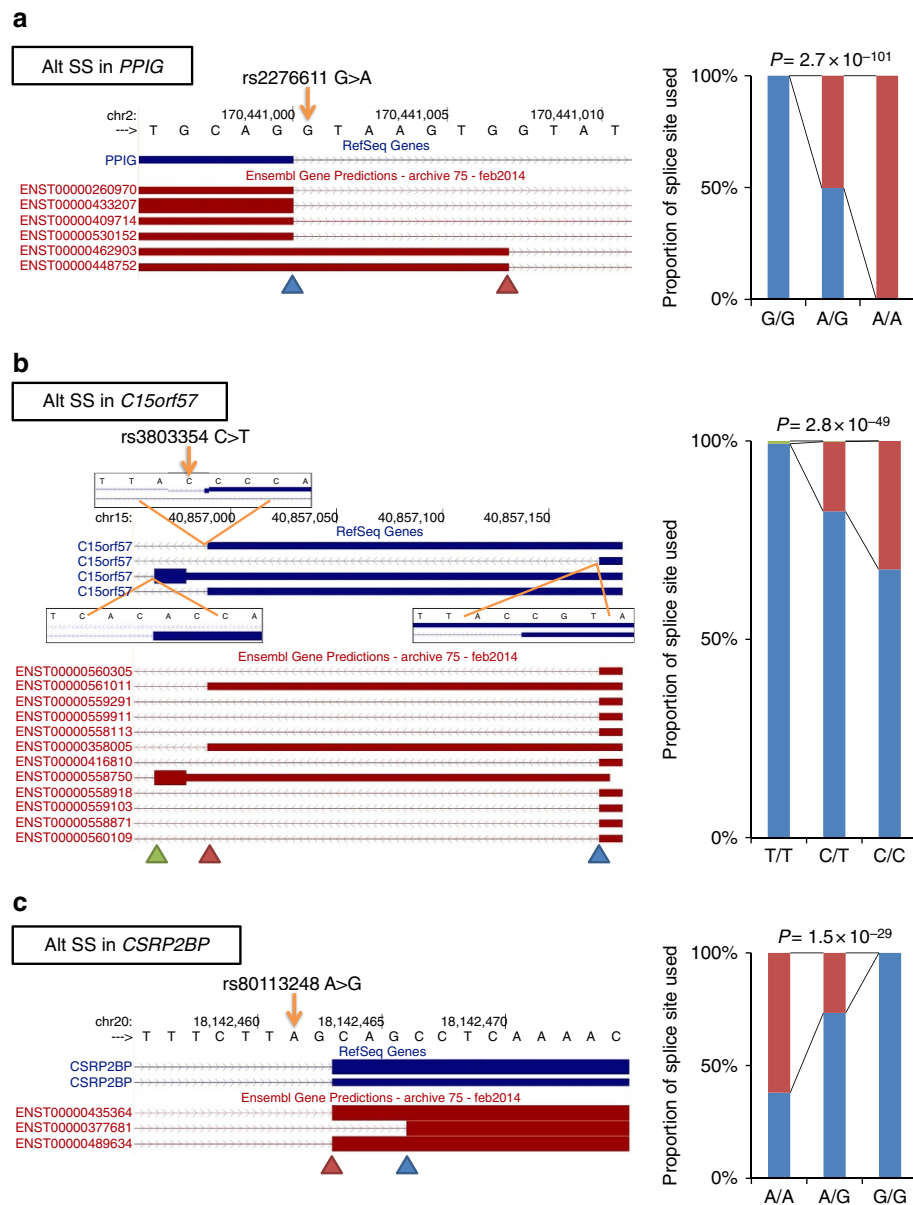 a
Alt SS in PPIG
rs2276611 G>A
chr2: 170,441,000 170,441,005 170,441,010
---> T G C A G G T A A G T G G T A T
RefSeq Genes
PPIG
Ensembl Gene Predictions - archive 75 - feb2014
ENST00000260970
ENST00000433207
ENST00000409714
ENST00000530152
ENST00000462903
ENST00000448752
P= 2.7 × 10–101
Proportion of splice site used
100%
50%
0%
G/G A/G A/A
b
Alt SS in C15orf57
rs3803354 C>T
T T A C C C C A
chr15: 40,857,000 40,857,050 40,857,100 40,857,150
RefSeq Genes
C15orf57
C15orf57
C15orf57
C15orf57
T C A C A C C A
T T A C C G T A
Ensembl Gene Predictions - archive 75 - feb2014
ENST00000560305
ENST00000561011
ENST00000559291
ENST00000559911
ENST00000558113
ENST00000358005
ENST00000416810
ENST00000558750
ENST00000558918
ENST00000559103
ENST00000558871
ENST00000560109
P= 2.8 × 10–49
Proportion of splice site used
100%
50%
0%
T/T C/T C/C
c
Alt SS in CSRP2BP
rs80113248 A>G
chr20: 18,142,460 18,142,465 18,142,470
---> T T T C T T A G C A G C C T C A A A A C
RefSeq Genes
CSRP2BP
CSRP2BP
Ensembl Gene Predictions - archive 75 - feb2014
ENST00000435364
ENST00000377681
ENST00000489634
P= 1.5 × 10–29
Proportion of splice site used
100%
50%
0%
A/A A/G G/G